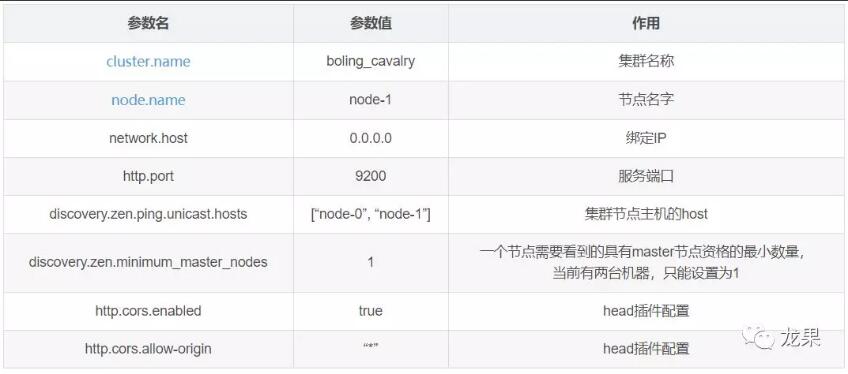 参数名 参数值 作用
cluster.name boling_cavalry 集群名称
node.name node-1 节点名字
network.host 0.0.0.0 绑定IP
http.port 9200 服务端口
discovery.zen.ping.unicast.hosts [“node-0”, “node-1”] 集群节点主机的host
discovery.zen.minimum_master_nodes 1 一个节点需要看到的具有master节点资格的最小数量，
当前有两台机器，只能设置为1
http.cors.enabled true head插件配置
http.cors.allow-origin “*” head插件配置
龙果